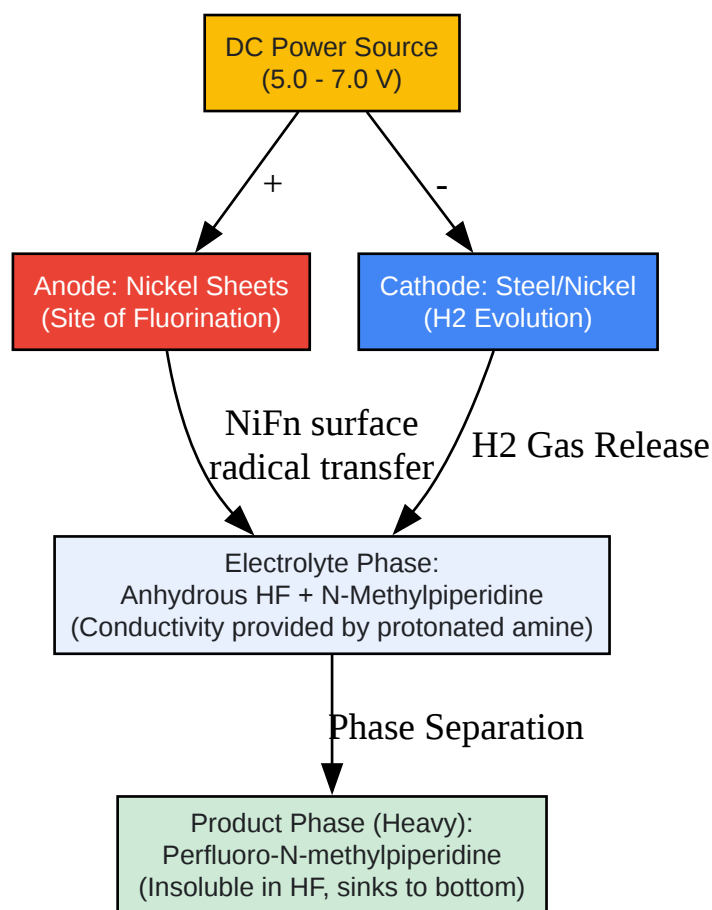 DC Power Source
(5.0 - 7.0 V)
+
-
Anode: Nickel Sheets
(Site of Fluorination)
Cathode: Steel/Nickel
(H2 Evolution)
NiFn surface
radical transfer
H2 Gas Release
Electrolyte Phase:
Anhydrous HF + N-Methylpiperidine
(Conductivity provided by protonated amine)
Phase Separation
Product Phase (Heavy):
Perfluoro-N-methylpiperidine
(Insoluble in HF, sinks to bottom)